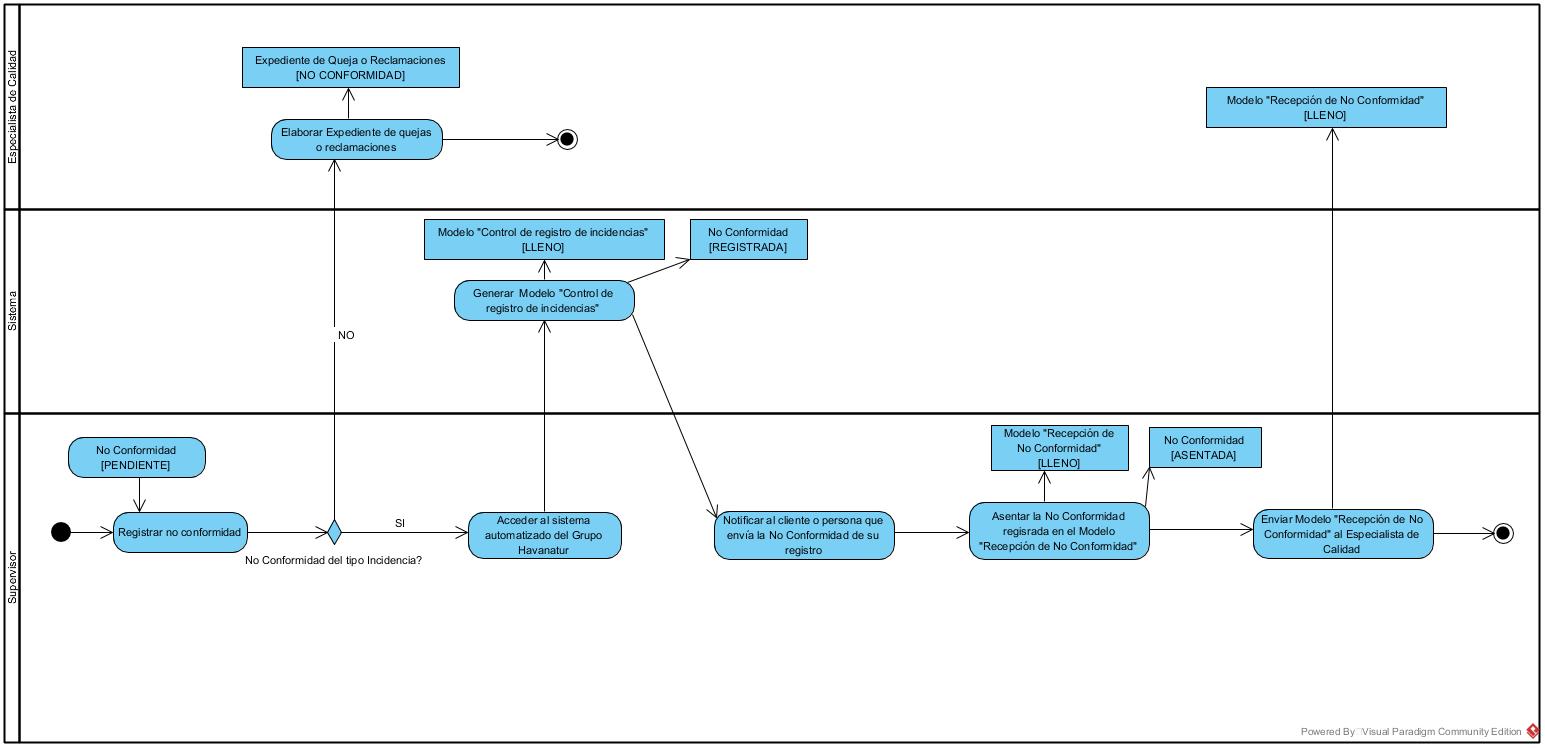 Especialista de Calidad
Expediente de Queja o Reclamaciones
[NO CONFORMIDAD]
Elaborar Expediente de quejas
o reclamaciones
Modelo "Recepción de No Conformidad"
[LLENO]
Sistema
Modelo "Control de registro de incidencias"
[LLENO]
No Conformidad
[REGISTRADA]
Generar Modelo "Control de
registro de incidencias"
NO
Supervisor
No Conformidad
[PENDIENTE]
Registrar no conformidad
No Conformidad del tipo Incidencia?
SI
Acceder al sistema
automatizado del Grupo
Havanatur
Notificar al cliente o persona que
envía la No Conformidad de su
registro
Modelo "Recepción de
No Conformidad"
[LLENO]
No Conformidad
[ASENTADA]
Asentar la No Conformidad
regisrada en el Modelo
"Recepción de No Conformidad"
Enviar Modelo "Recepción de No
Conformidad" al Especialista de
Calidad
Powered By Visual Paradigm Community Edition